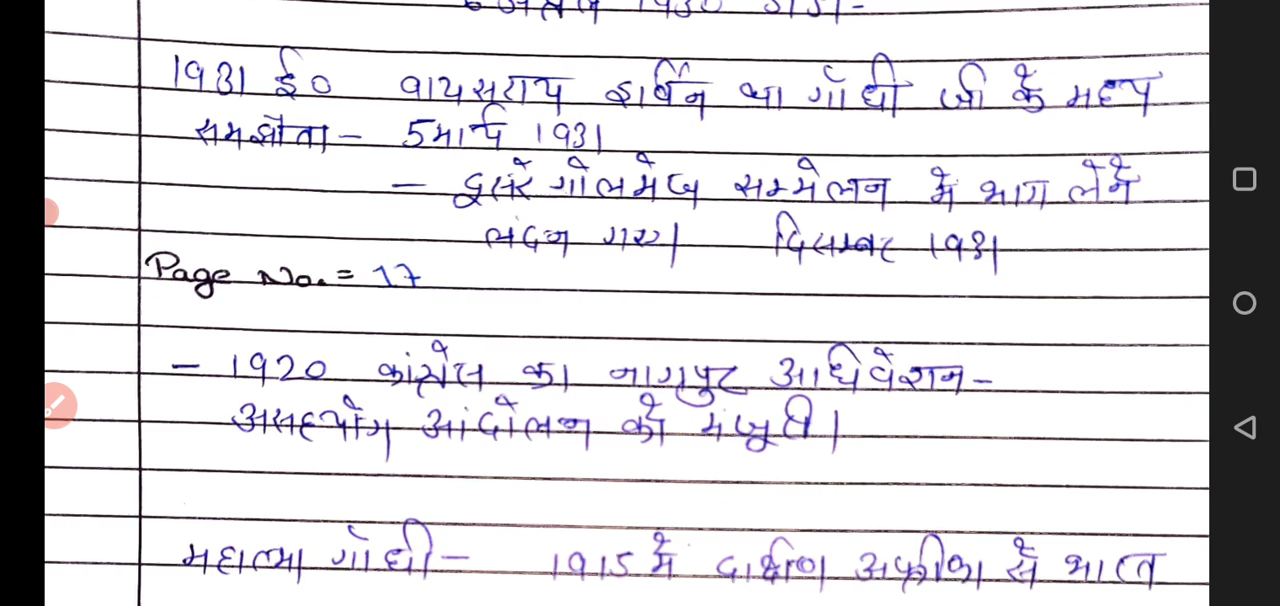 1931 ई० वायसराय इर्विन था गाँधी जी के मध्य
समझौता - 5 मार्च 1931
- दुसरे गोलमेज सम्मेलन मे भाग लेने
लंदन गए। दिसम्बर 1931
Page No. = 17
- 1920 कांग्रेस का नागपुर अधिवेशन -
असहयोग आंदोलन को मंजूरी।
महात्मा गाँधी - 1915 मे दक्षिण अफ्रीका से भारत